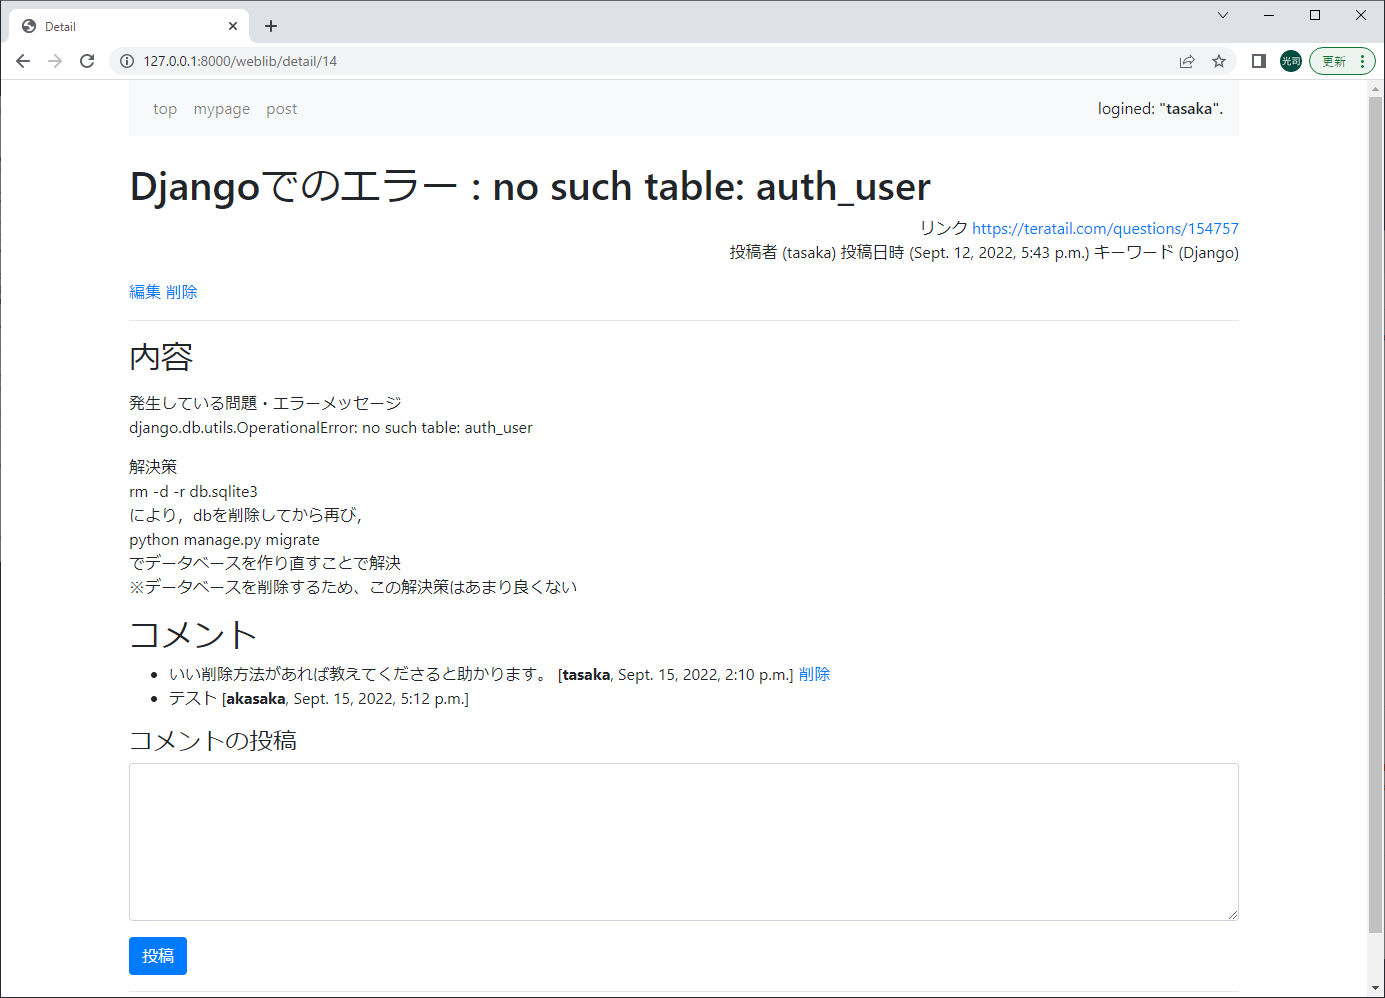 Detail
127.0.0.1:8000/weblib/detail/14
光司
更新
top mypage post
logined: "tasaka".
Djangoでのエラー : no such table: auth_user
リンク https://teratail.com/questions/154757
投稿者 (tasaka) 投稿日時 (Sept. 12, 2022, 5:43 p.m.) キーワード (Django)
編集 削除
内容
発生している問題・エラーメッセージ
django.db.utils.OperationalError: no such table: auth_user
解決策
rm -d -r db.sqlite3
により，dbを削除してから再び，
python manage.py migrate
でデータベースを作り直すことで解決
※データベースを削除するため、この解決策はあまり良くない
コメント
• いい削除方法があれば教えてくださると助かります。 [tasaka, Sept. 15, 2022, 2:10 p.m.] 削除
• テスト [akasaka, Sept. 15, 2022, 5:12 p.m.]
コメントの投稿
投稿